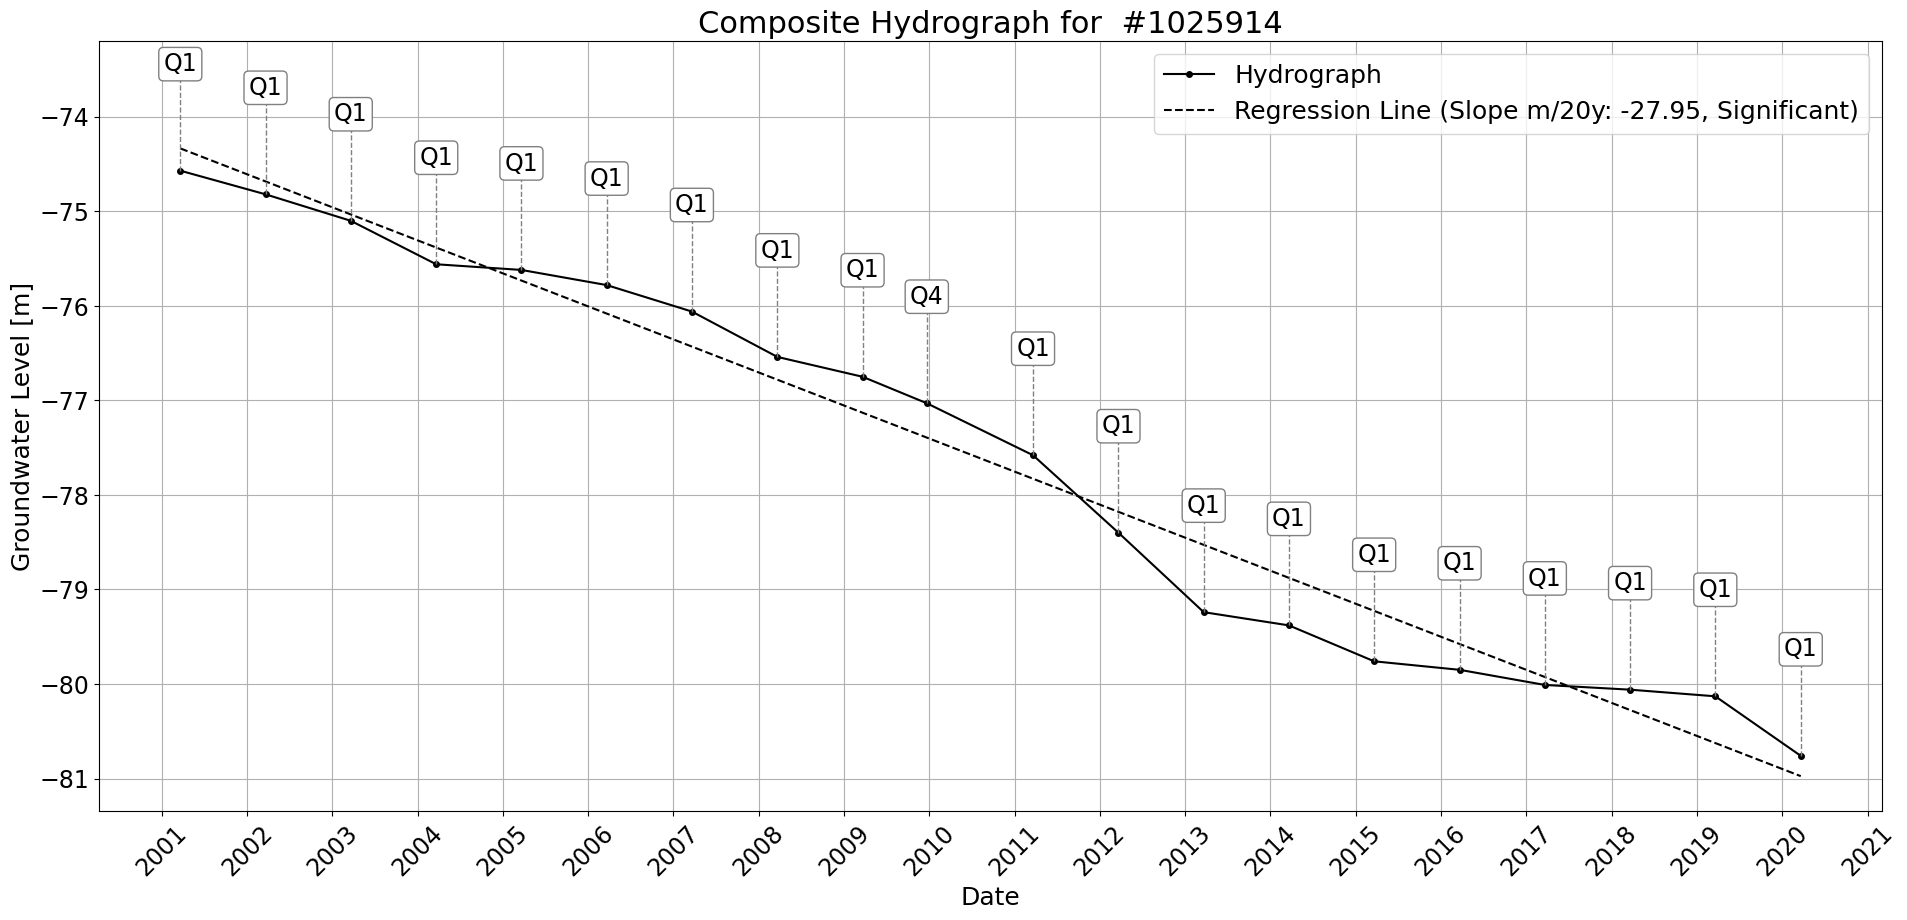 Composite Hydrograph for  #1025914
Hydrograph
Regression Line (Slope m/20y: -27.95, Significant)
Q1
Q1
Q1
Q1
Q1
Q1
Q1
Q1
Q1
Q4
Q1
Q1
Q1
Q1
Q1
Q1
Q1
Q1
Q1
Q1
Groundwater Level [m]
−74
−75
−76
−77
−78
−79
−80
−81
2001
2002
2003
2004
2005
2006
2007
2008
2009
2010
2011
2012
2013
2014
2015
2016
2017
2018
2019
2020
2021
Date